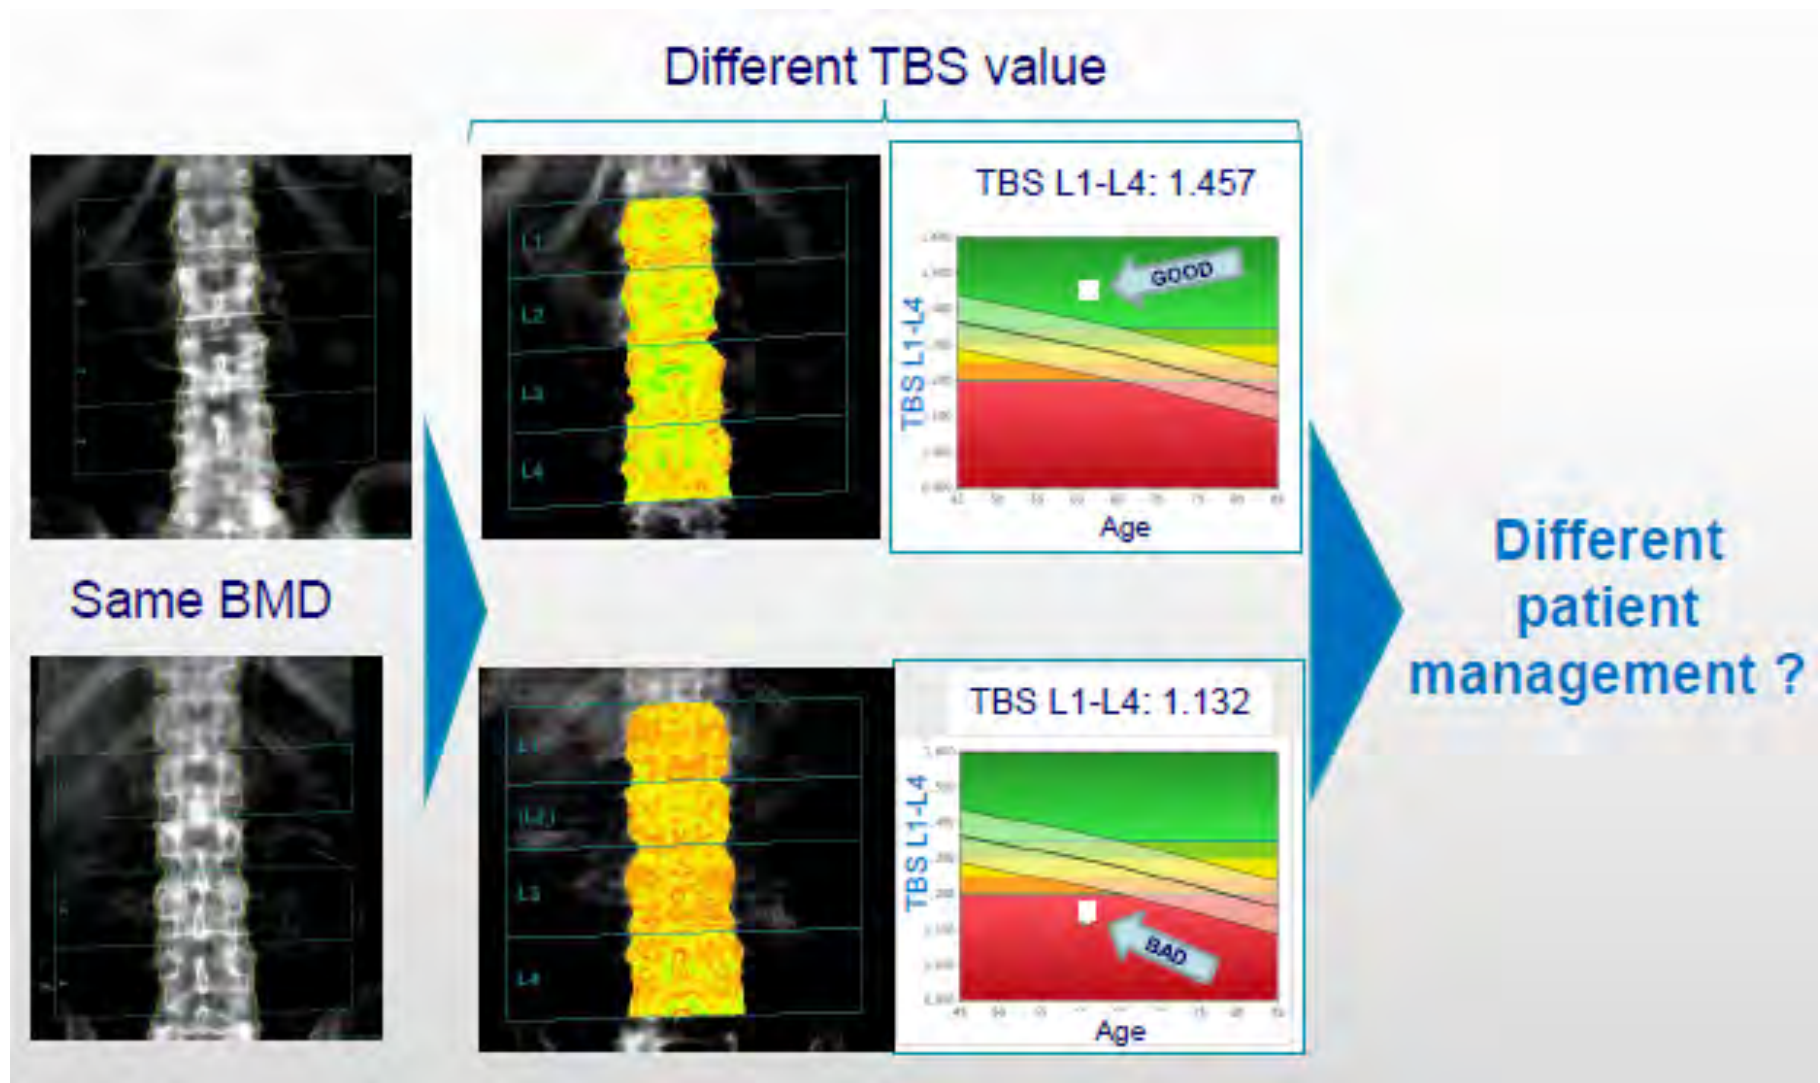 Different TBS value
TBS L1-L4: 1.457
L1
L2
L3
L4
TBS L1-L4
GOOD
Age
Same BMD
Different
patient
management ?
TBS L1-L4: 1.132
L1
(L2)
L3
L4
TBS L1-L4
BAD
Age